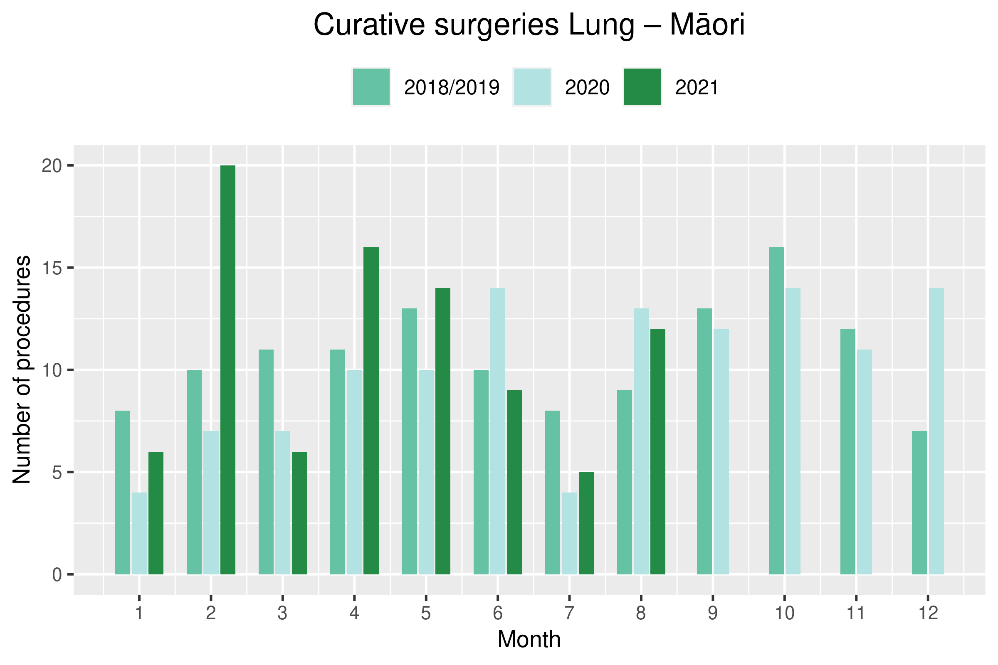 Curative surgeries Lung – Māori
2018/2019 2020 2021
Number of procedures
20
15
10
5
0
1 2 3 4 5 6 7 8 9 10 11 12
Month